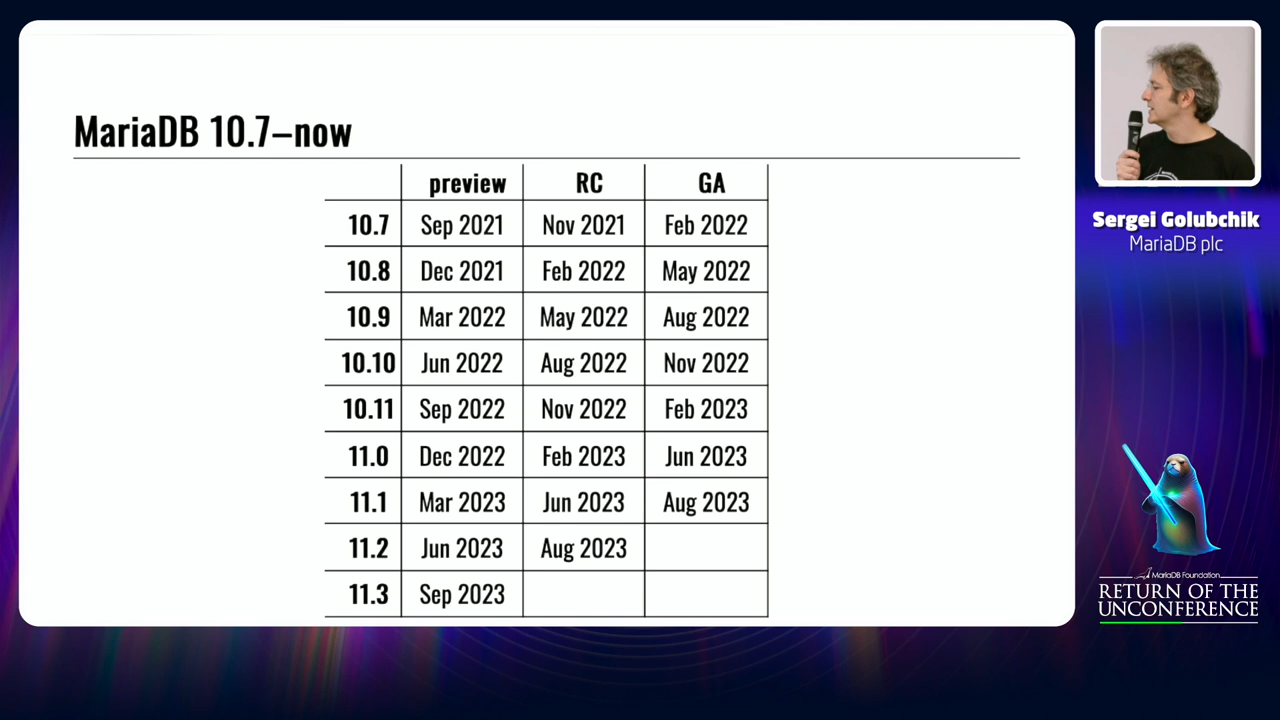 MariaDB 10.7–now
preview RC GA
10.7 Sep 2021 Nov 2021 Feb 2022
10.8 Dec 2021 Feb 2022 May 2022
10.9 Mar 2022 May 2022 Aug 2022
10.10 Jun 2022 Aug 2022 Nov 2022
10.11 Sep 2022 Nov 2022 Feb 2023
11.0 Dec 2022 Feb 2023 Jun 2023
11.1 Mar 2023 Jun 2023 Aug 2023
11.2 Jun 2023 Aug 2023
11.3 Sep 2023
Sergei Golubchik
MariaDB plc
MariaDB Foundation
RETURN OF THE
UNCONFERENCE